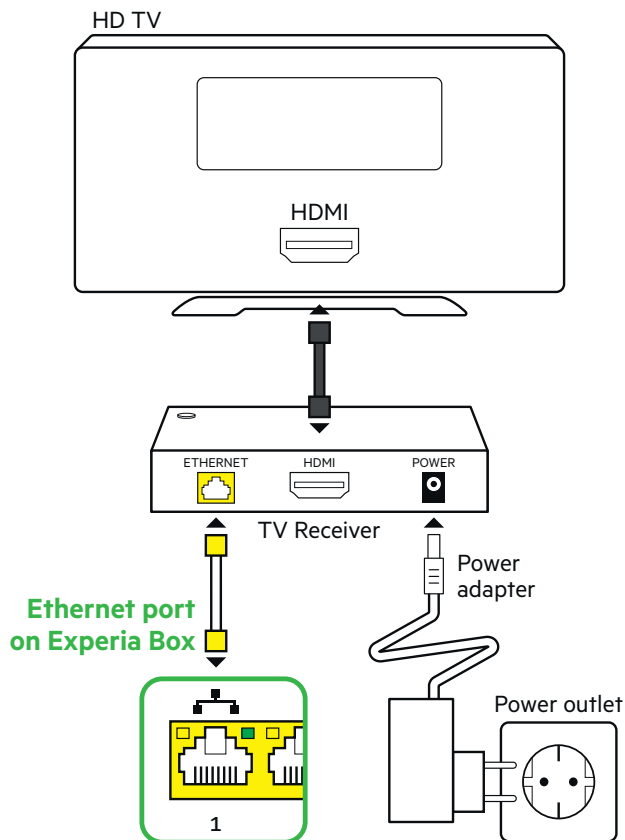 HD TV
HDMI
ETHERNET
HDMI
POWER
TV Receiver
Power
adapter
Ethernet port
on Experia Box
Power outlet
1